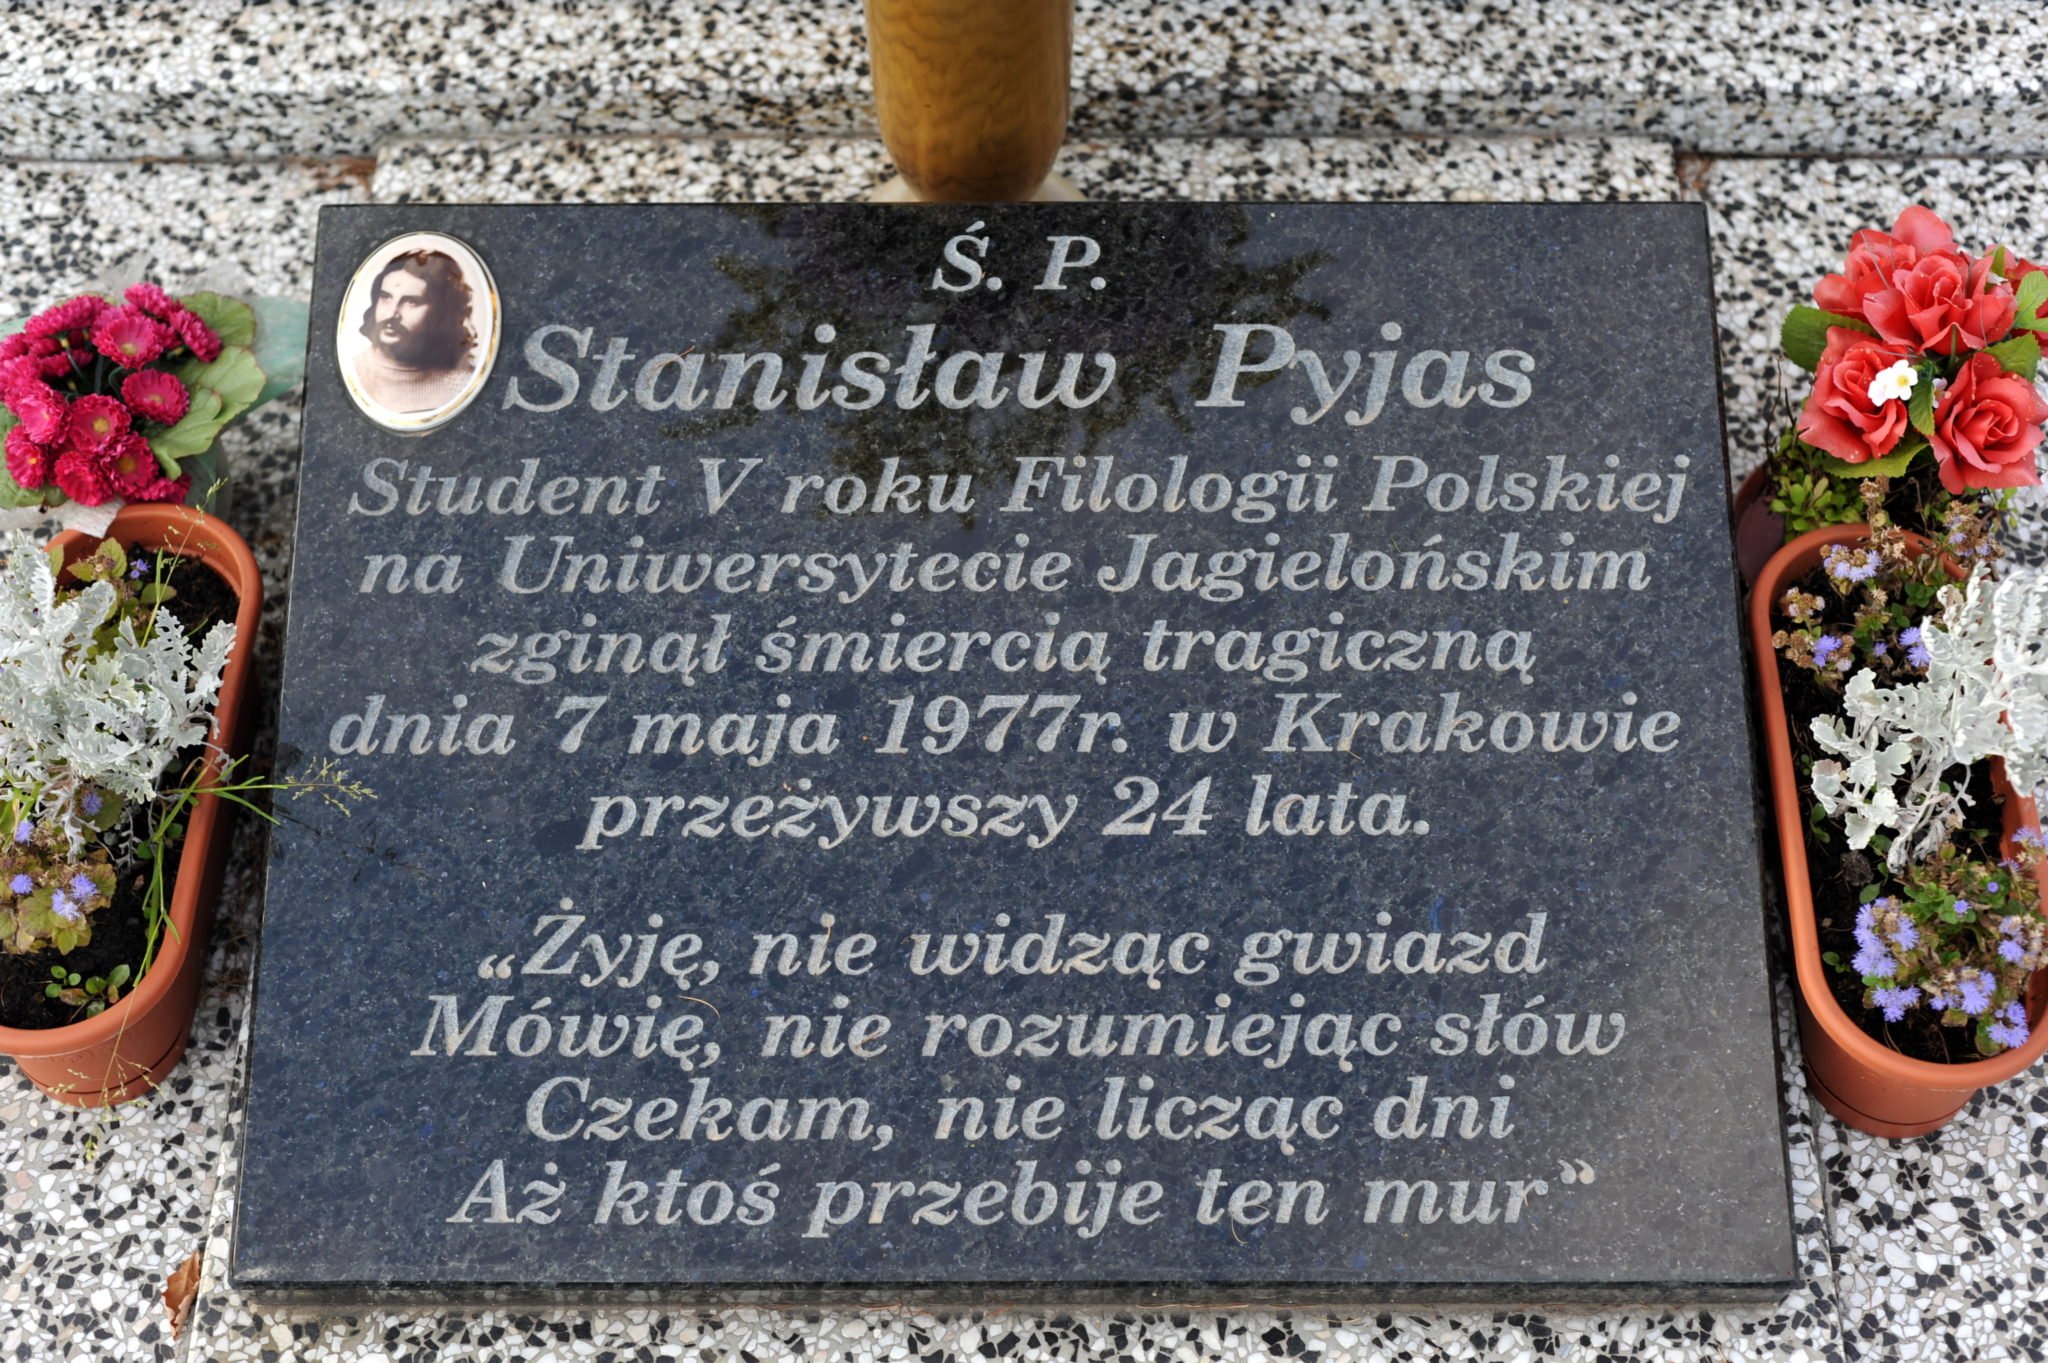 Ś. P.
Stanisław Pyjas
Student V roku Filologii Polskiej
na Uniwersytecie Jagielońskim
zginął śmiercią tragiczną
dnia 7 maja 1977r. w Krakowie
przeżywszy 24 lata.
„Żyję, nie widząc gwiazd
Mówię, nie rozumiejąc słów
Czekam, nie licząc dni
Aż ktoś przebije ten mur”